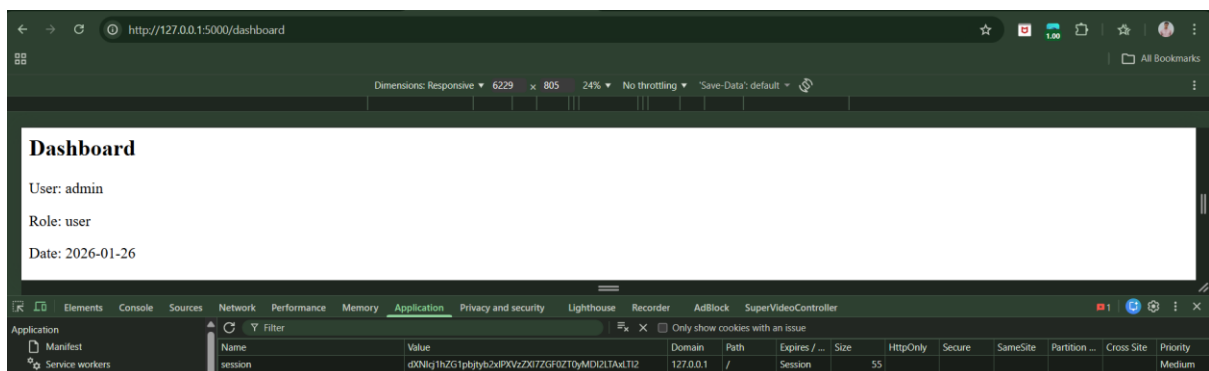 http://127.0.0.1:5000/dashboard
1.00
All Bookmarks
Dimensions: Responsive 6229 x 805 24% No throttling 'Save-Data': default
Dashboard
User: admin
Role: user
Date: 2026-01-26
Elements Console Sources Network Performance Memory Application Privacy and security Lighthouse Recorder AdBlock SuperVideoController 1
Application Filter Only show cookies with an issue
Manifest Name Value Domain Path Expires / ... Size HttpOnly Secure SameSite Partition ... Cross Site Priority
Service workers session dXNlcj1hZG1pbjtyb2xlPXVzZXI7ZGF0ZT0yMDI2LTAxLTI2 127.0.0.1 / Session 55 Medium